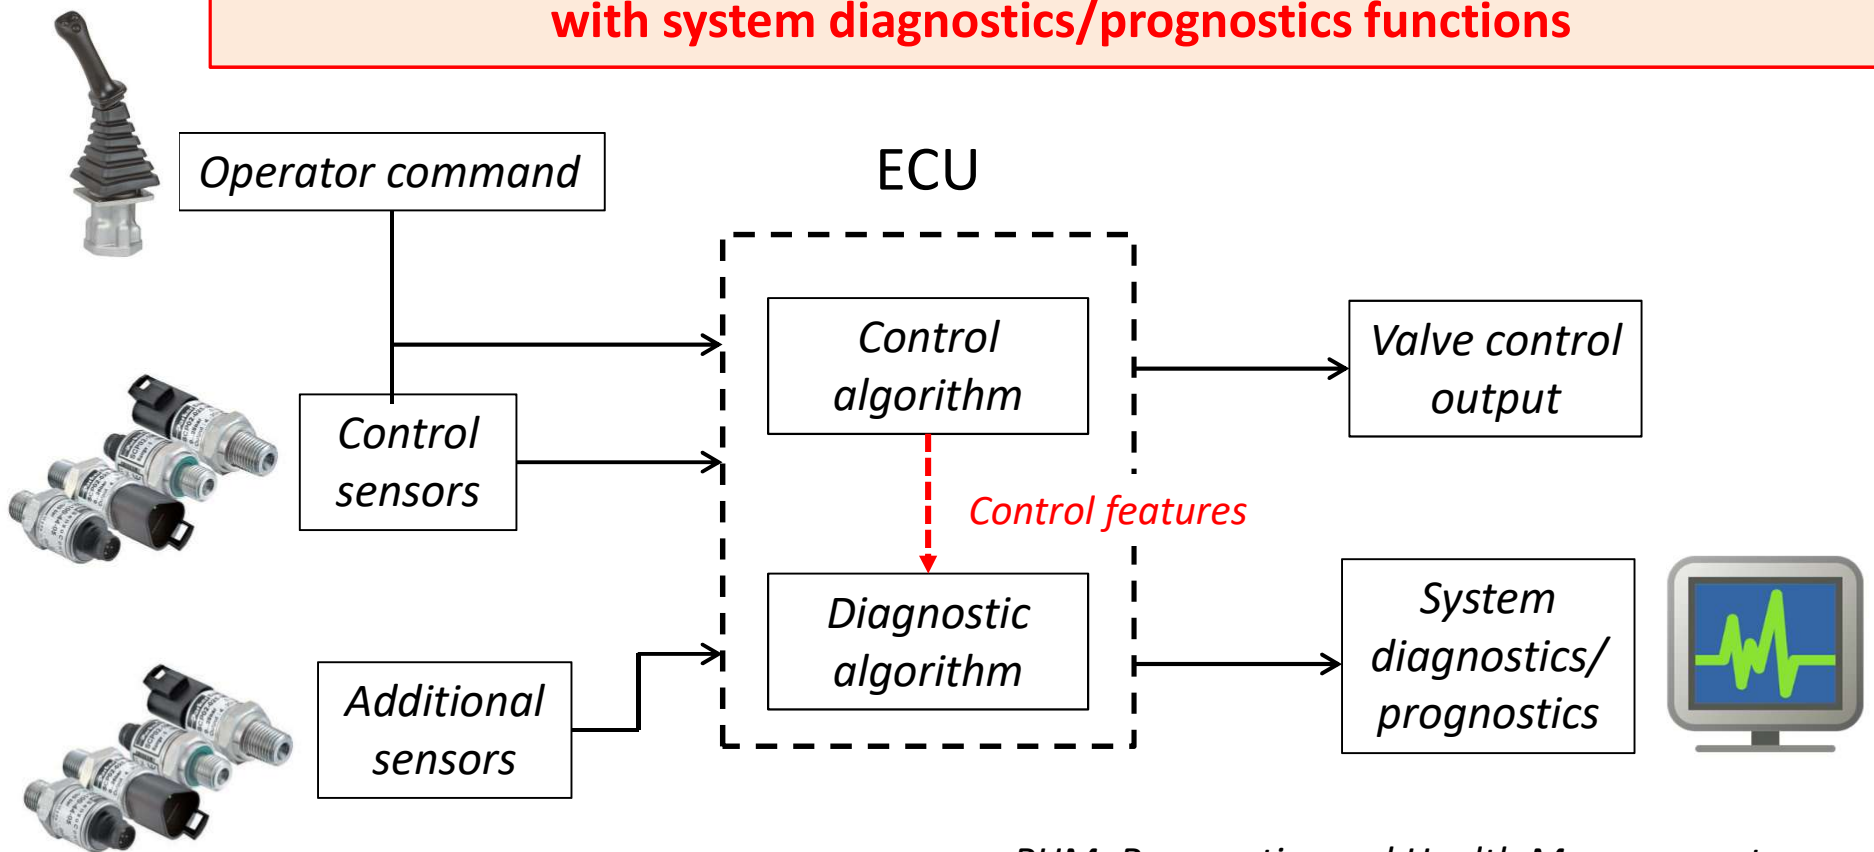 with system diagnostics/prognostics functions
Operator command
ECU
Control
algorithm
Valve control
output
Control
sensors
Control features
Diagnostic
algorithm
System
diagnostics/
prognostics
Additional
sensors